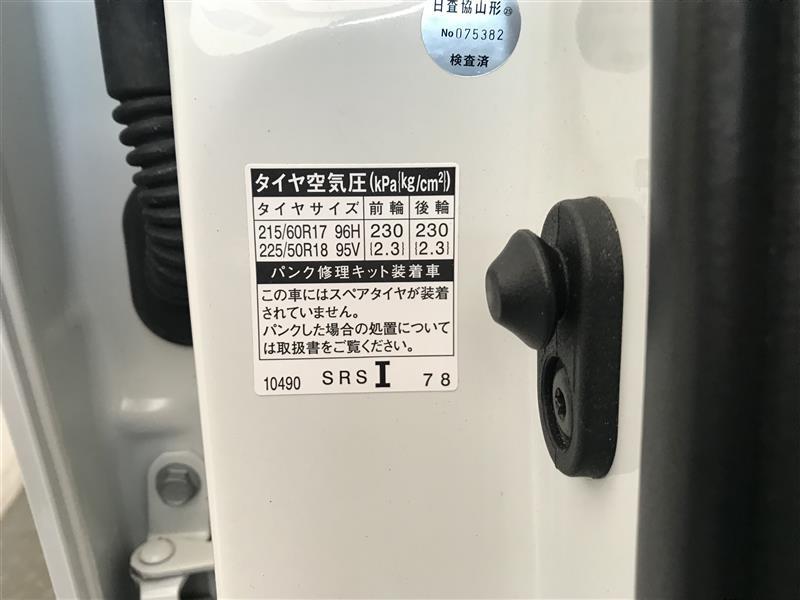 日査協山形㉕
No075382
検査済
タイヤ空気圧(kPa{kg/cm²})
タイヤサイズ 前輪 後輪
215/60R17 96H 230 230
225/50R18 95V {2.3} {2.3}
パンク修理キット装着車
この車にはスペアタイヤが装着
されていません。
パンクした場合の処置について
は取扱書をご覧ください。
10490 SRS I 78